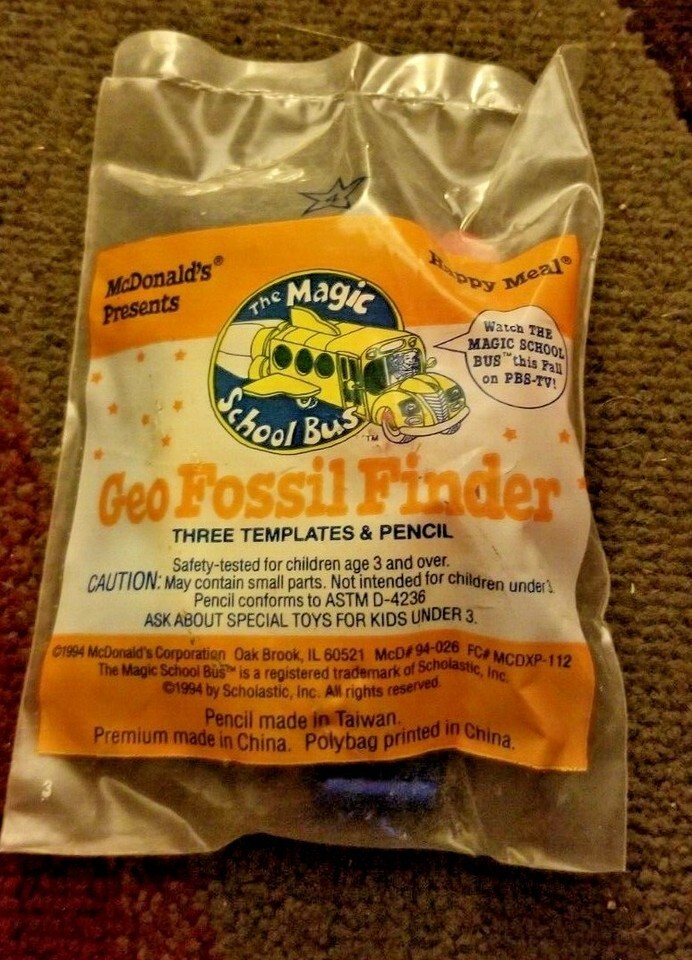 4
McDonald's®
Presents
Happy Meal®
The Magic
School Bus™
Watch THE
MAGIC SCHOOL
BUS™ this Fall
on PBS-TV!
Geo Fossil Finder
THREE TEMPLATES & PENCIL
Safety-tested for children age 3 and over.
CAUTION: May contain small parts. Not intended for children under 3.
Pencil conforms to ASTM D-4236
ASK ABOUT SPECIAL TOYS FOR KIDS UNDER 3.
©1994 McDonald's Corporation Oak Brook, IL 60521 McD# 94-026 FC# MCDXP-112
The Magic School Bus™ is a registered trademark of Scholastic, Inc.
©1994 by Scholastic, Inc. All rights reserved.
Pencil made in Taiwan.
Premium made in China. Polybag printed in China.
3